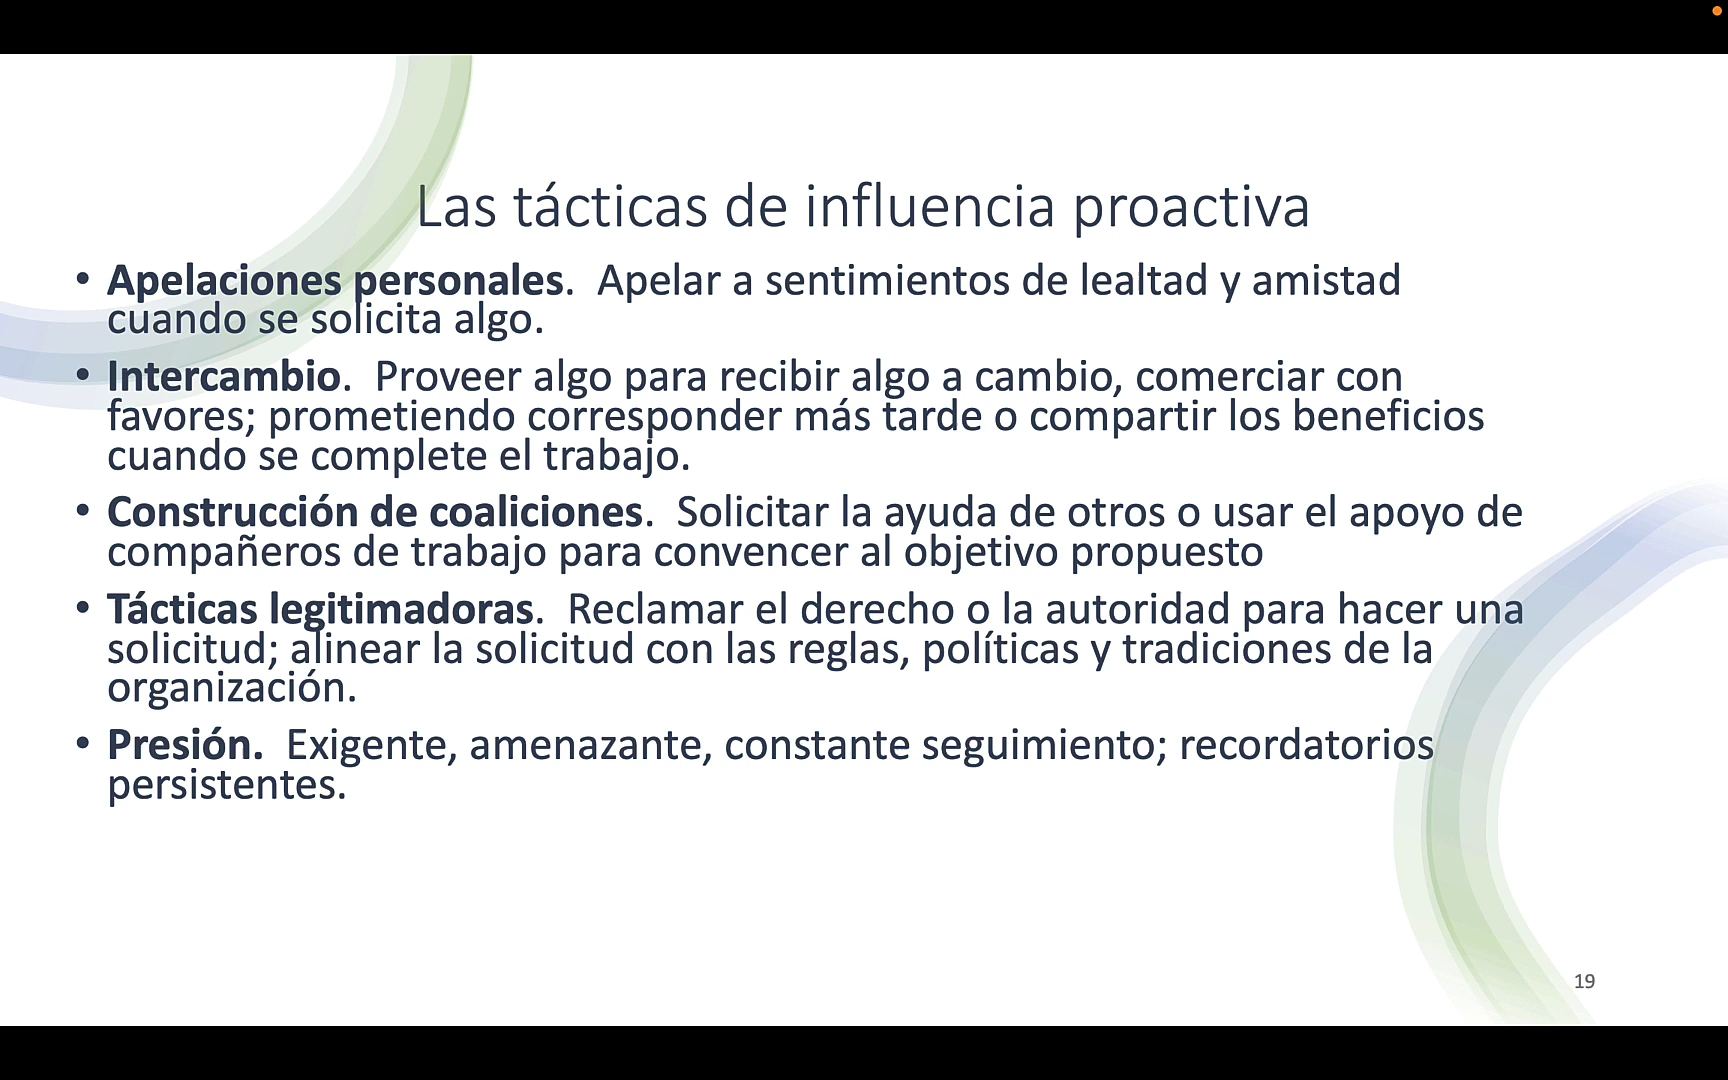 Las tácticas de influencia proactiva
• Apelaciones personales.  Apelar a sentimientos de lealtad y amistad
cuando se solicita algo.
• Intercambio.  Proveer algo para recibir algo a cambio, comerciar con
favores; prometiendo corresponder más tarde o compartir los beneficios
cuando se complete el trabajo.
• Construcción de coaliciones.  Solicitar la ayuda de otros o usar el apoyo de
compañeros de trabajo para convencer al objetivo propuesto
• Tácticas legitimadoras.  Reclamar el derecho o la autoridad para hacer una
solicitud; alinear la solicitud con las reglas, políticas y tradiciones de la
organización.
• Presión.  Exigente, amenazante, constante seguimiento; recordatorios
persistentes.
19